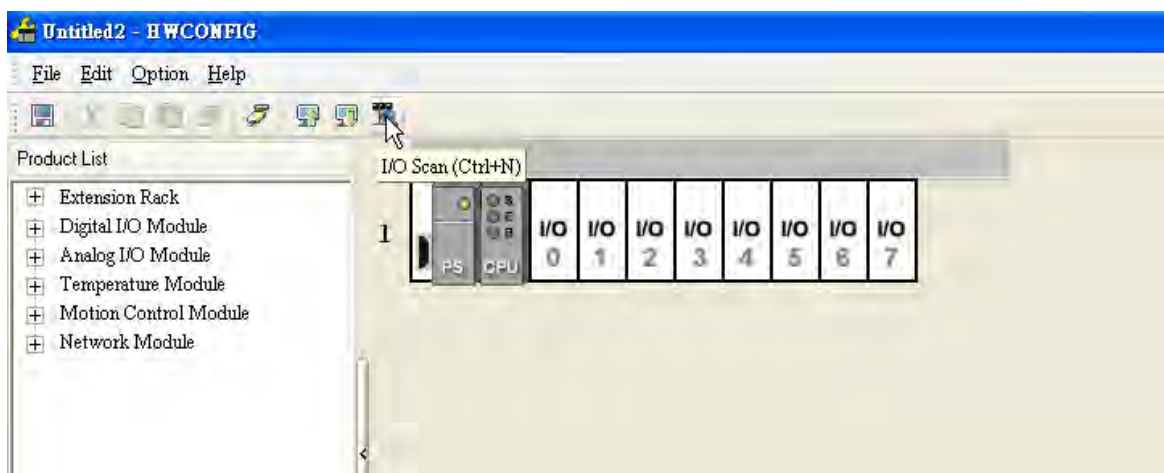 Untitled2 - HWCONFIG
File Edit Option Help
Product List
I/O Scan (Ctrl+N)
Extension Rack
Digital I/O Module
Analog I/O Module
Temperature Module
Motion Control Module
Network Module
1
PS
CPU
S
E
B
I/O I/O I/O I/O I/O I/O I/O I/O
0 1 2 3 4 5 6 7